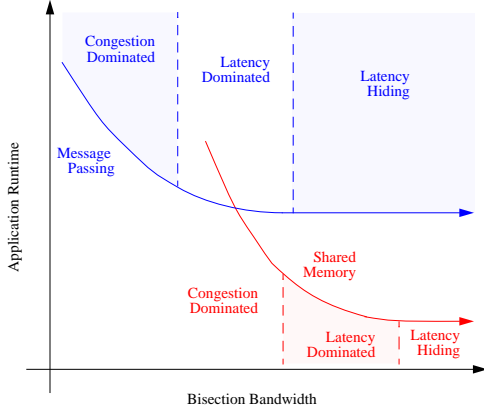 Congestion
Dominated
Latency
Dominated
Latency
Hiding
Message
Passing
Application Runtime
Shared
Memory
Congestion
Dominated
Latency
Dominated
Latency
Hiding
Bisection Bandwidth